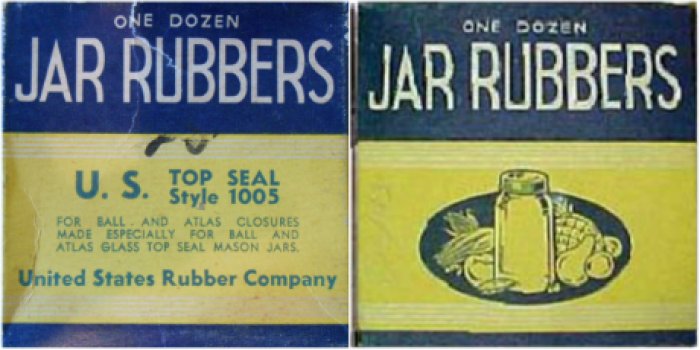 ONE DOZEN
JAR RUBBERS
U. S. TOP SEAL
Style 1005
FOR BALL AND ATLAS CLOSURES
MADE ESPECIALLY FOR BALL AND
ATLAS GLASS TOP SEAL MASON JARS.
United States Rubber Company
ONE DOZEN
JAR RUBBERS